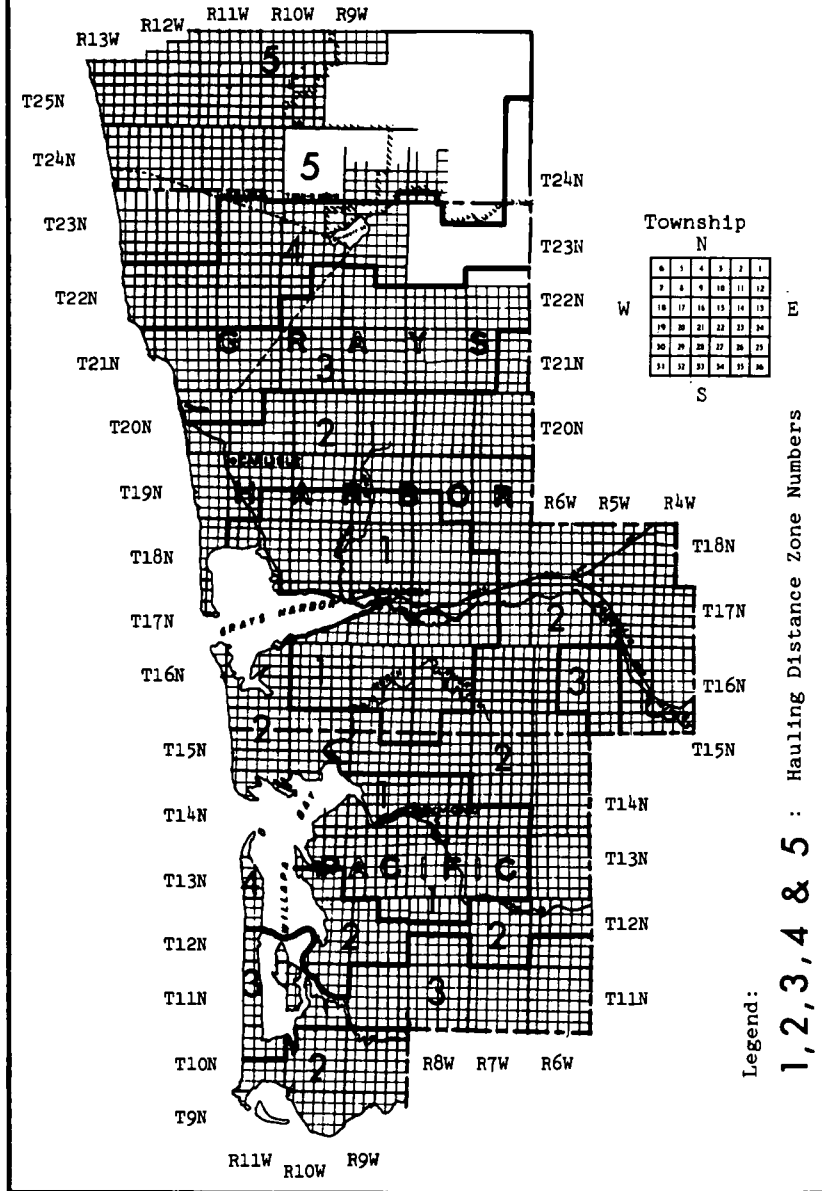 R13W R12W R11W R10W R9W
5
T25N
T24N
5
T24N
T23N
4
T23N
T22N
T22N
G R A Y S
T21N
3
T21N
T20N
2
T20N
CARLISLE
T19N
H A R B O R
R6W R5W R4W
T18N
1
T18N
T17N
GRAYS HARBOR
2
T17N
T16N
1
3
T16N
2
T15N
2
T15N
T14N
BAY
1
T14N
T13N
4
WILLAPA
PACIFIC
T13N
1
T12N
2
2
T12N
T11N
3
3
T11N
T10N
2
R8W R7W R6W
T9N
R11W R10W R9W
Township
N
W
E
S
6 5 4 3 2 1
7 8 9 10 11 12
18 17 16 15 14 13
19 20 21 22 23 24
30 29 28 27 26 25
31 32 33 34 35 36
Legend:
1,2,3,4 & 5 : Hauling Distance Zone Numbers